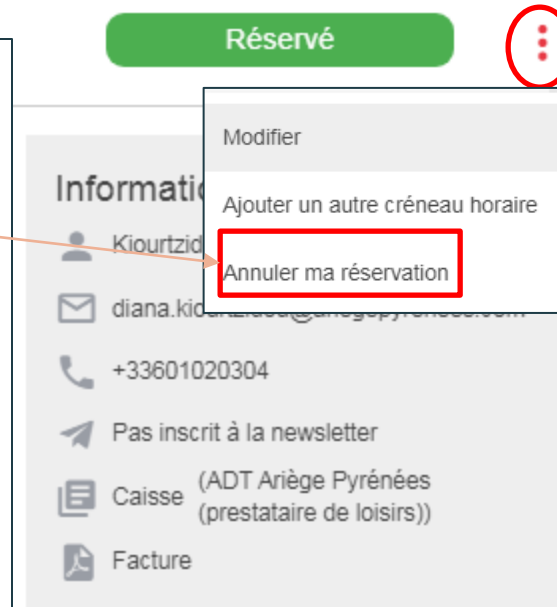 Réservé
Modifier
Ajouter un autre créneau horaire
Annuler ma réservation
+33601020304
Pas inscrit à la newsletter
Caisse (ADT Ariège Pyrénées
(prestataire de loisirs))
Facture